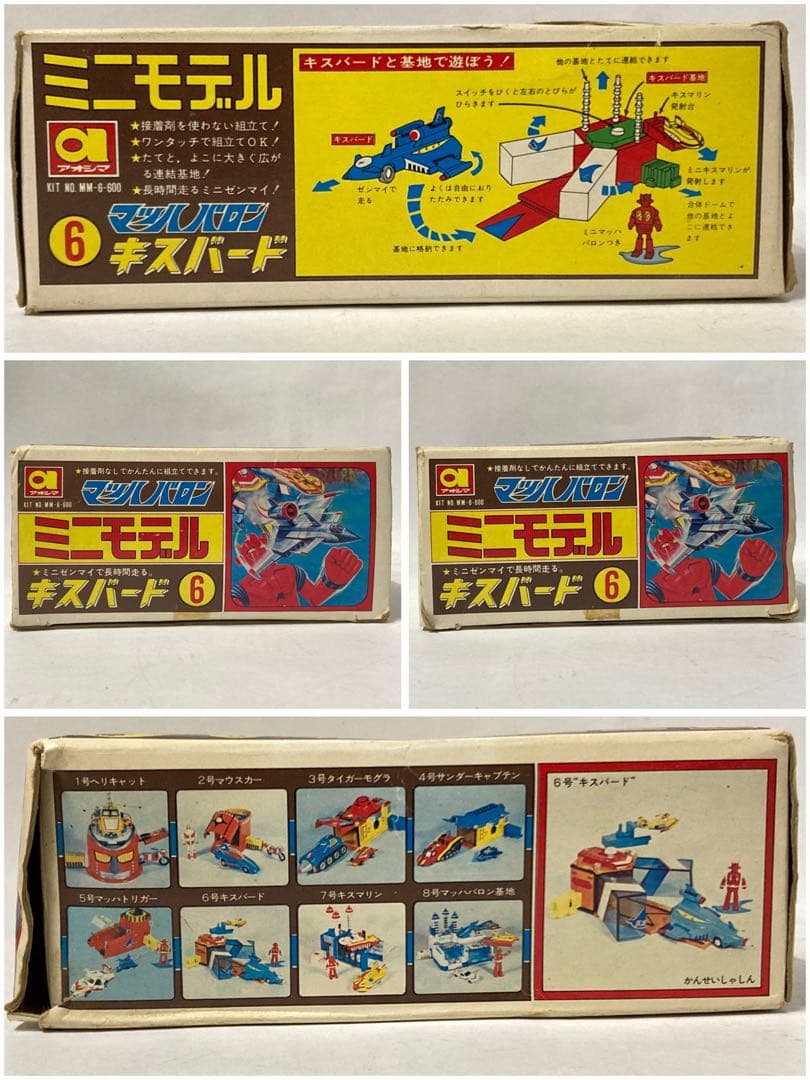 ミニモデル
アオシマ
KIT NO. MM-6-600
★接着剤を使わない組立て!
★ワンタッチで組立てOK!
★たてと,よこに大きく広が
る連結基地!
★長時間走るミニゼンマイ!
6
マッハバロン
キスバード
キスバードと基地で遊ぼう!
他の基地とたてに連結できます
スイッチをひくと左右のとびらが
ひらきます
キスバード基地
キスマリン
発射台
キスバード
ゼンマイで
走る
よくは自由におり
たたみできます
基地に格納できます
ミニキスマリンが
発射します
合体ドームで
他の基地とよ
こに連結できま
す
ミニマッハ
バロンつき
★接着剤なしでかんたんに組立てできます。
アオシマ
KIT NO MM-6-600
マッハバロン
ミニモデル
★ミニゼンマイで長時間走る。
キスバード
6
★接着剤なしでかんたんに組立てできます。
アオシマ
KIT NO MM-6-600
マッハバロン
ミニモデル
★ミニゼンマイで長時間走る。
キスバード
6
1号ヘリキャット
2号マウスカー
3号タイガーモグラ
4号サンダーキャプテン
5号マッハトリガー
6号キスバード
7号キスマリン
8号マッハバロン基地
6号"キスバード"
かんせいしゃしん